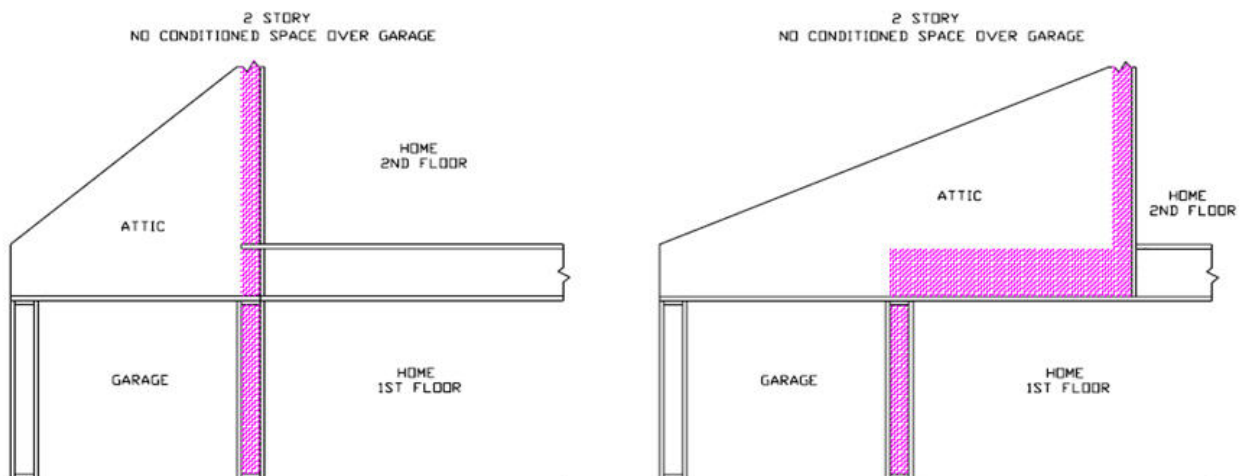 2 STORY
NO CONDITIONED SPACE OVER GARAGE
HOME
2ND FLOOR
ATTIC
GARAGE
HOME
1ST FLOOR
2 STORY
NO CONDITIONED SPACE OVER GARAGE
ATTIC
HOME
2ND FLOOR
GARAGE
HOME
1ST FLOOR